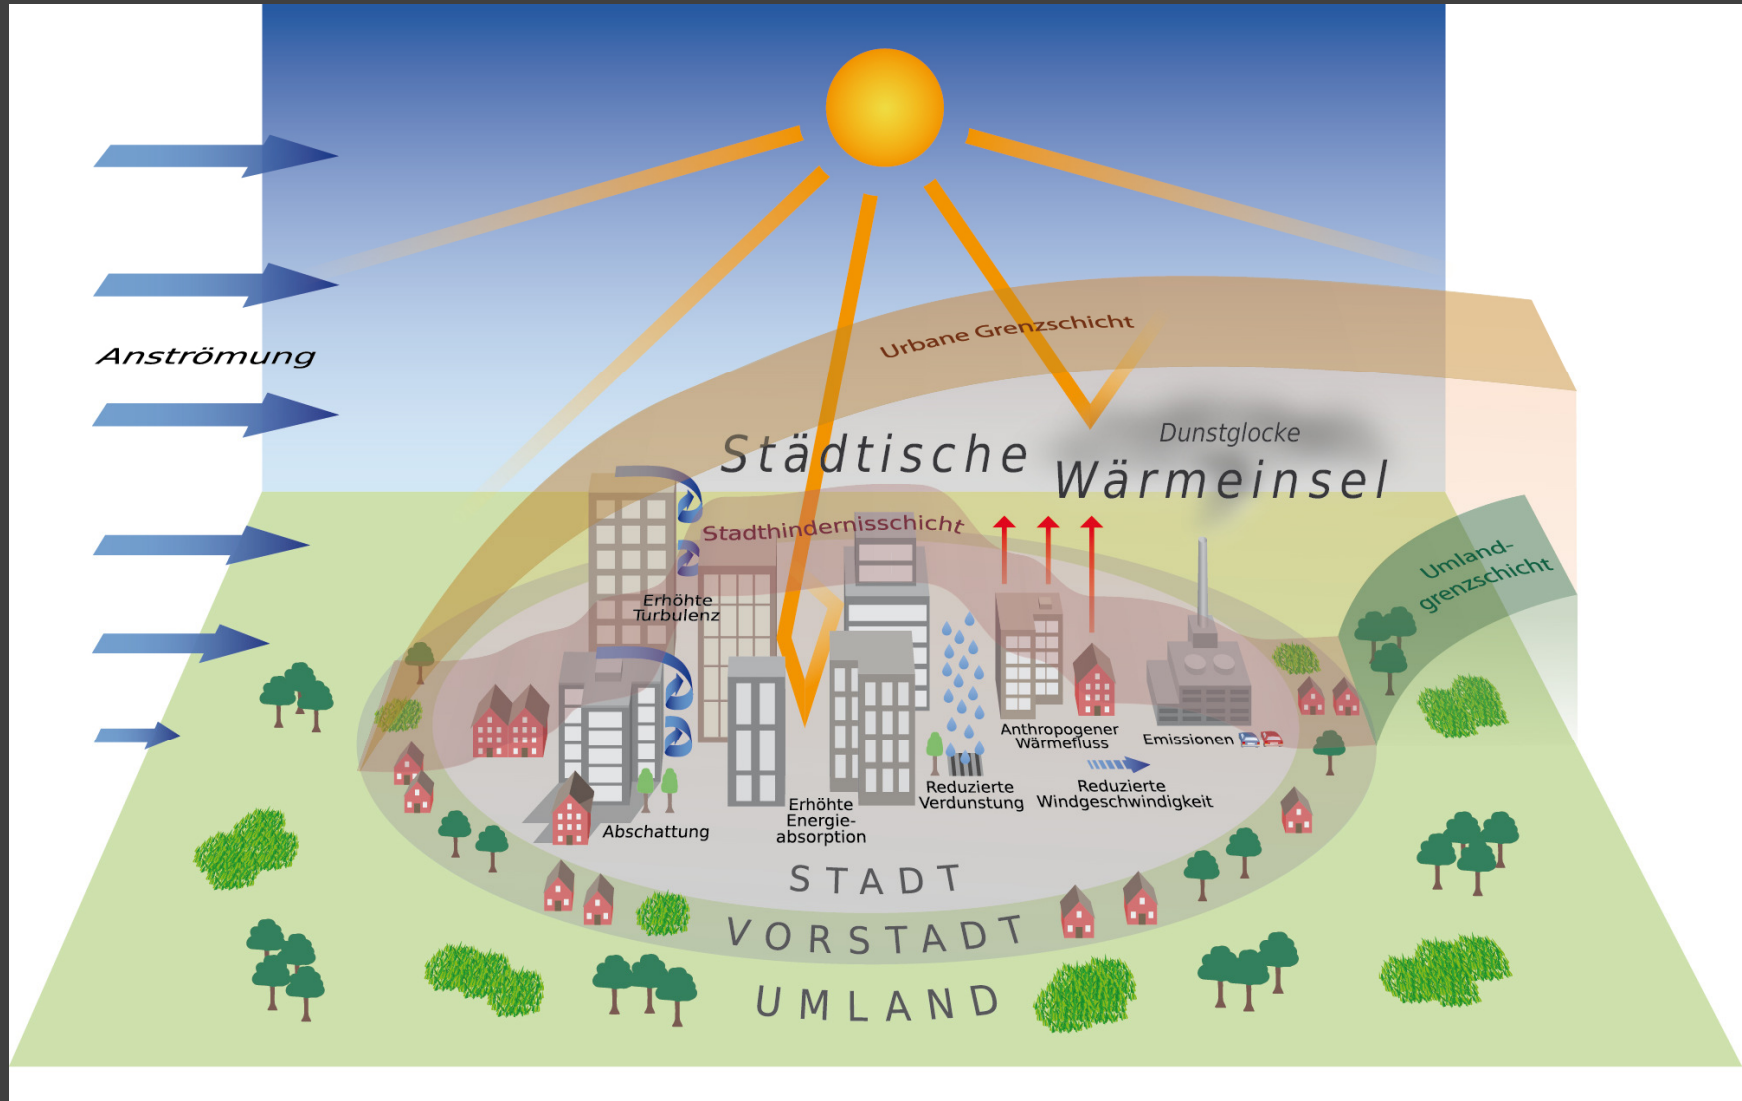 Anströmung
Urbane Grenzschicht
Dunstglocke
Städtische
Wärmeinsel
Stadthindernisschicht
Umland-
grenzschicht
Erhöhte
Turbulenz
Anthropogener
Wärmefluss
Emissionen
Reduzierte
Verdunstung
Reduzierte
Windgeschwindigkeit
Erhöhte
Energie-
absorption
Abschattung
STADT
VORSTADT
UMLAND